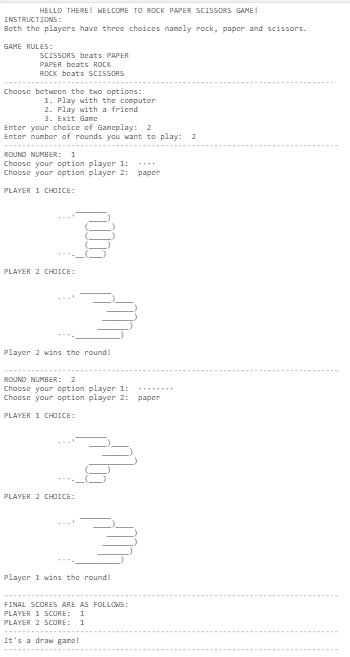 HELLO THERE! WELCOME TO ROCK PAPER SCISSORS GAME!
INSTRUCTIONS:
Both the players have three choices namely rock, paper and scissors.
GAME RULES:
SCISSORS beats PAPER
PAPER beats ROCK
ROCK beats SCISSORS
--------------------------------------------------------------------------------
Choose between the two options:
1. Play with the computer
2. Play with a friend
3. Exit Game
Enter your choice of Gameplay:  2
Enter number of rounds you want to play:  2
--------------------------------------------------------------------------------
ROUND NUMBER:  1
Choose your option player 1:  ····
Choose your option player 2:  paper
PLAYER 1 CHOICE:
    _______
---'   ____)
      (_____)
      (_____)
      (____)
---.__(___)
PLAYER 2 CHOICE:
     _______
---'    ____)____
           ______)
          _______)
         _______)
---.__________)
Player 2 wins the round!
--------------------------------------------------------------------------------
ROUND NUMBER:  2
Choose your option player 1:  ········
Choose your option player 2:  paper
PLAYER 1 CHOICE:
    _______
---'   ____)____
          ______)
       __________)
      (____)
---.__(___)
PLAYER 2 CHOICE:
     _______
---'    ____)____
           ______)
          _______)
         _______)
---.__________)
Player 1 wins the round!
--------------------------------------------------------------------------------
FINAL SCORES ARE AS FOLLOWS:
PLAYER 1 SCORE:  1
PLAYER 2 SCORE:  1
--------------------------------------------------------------------------------
It's a draw game!
--------------------------------------------------------------------------------